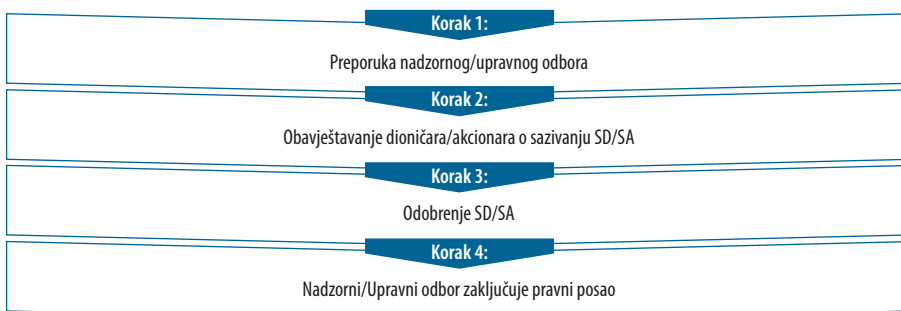 Korak 1:
Preporuka nadzornog/upravnog odbora
Korak 2:
Obavještavanje dioničara/akcionara o sazivanju SD/SA
Korak 3:
Odobrenje SD/SA
Korak 4:
Nadzorni/Upravni odbor zaključuje pravni posao